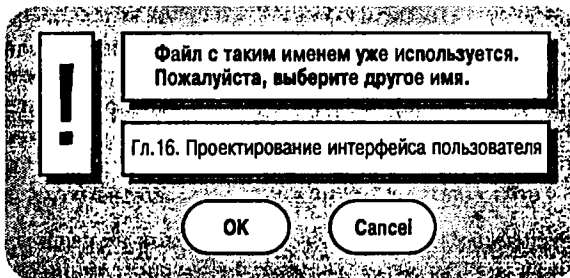 !
Файл с таким именем уже используется.
Пожалуйста, выберите другое имя.
Гл.16. Проектирование интерфейса пользователя
OK
Cancel